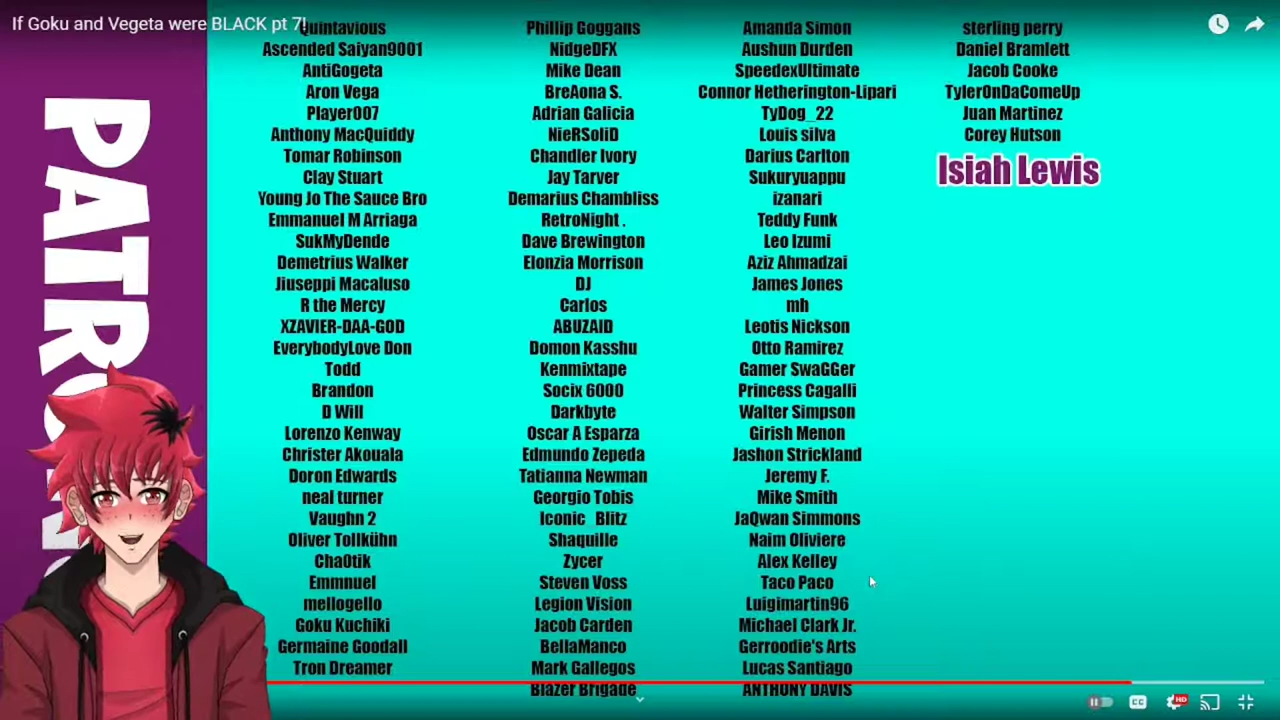 If Goku and Vegeta were BLACK pt 7!
PATRONS
Quintavious
Ascended Saiyan9001
AntiGogeta
Aron Vega
Player007
Anthony MacQuiddy
Tomar Robinson
Clay Stuart
Young Jo The Sauce Bro
Emmanuel M Arriaga
SukMyDende
Demetrius Walker
Jiuseppi Macaluso
R the Mercy
XZAVIER-DAA-GOD
EverybodyLove Don
Todd
Brandon
D Will
Lorenzo Kenway
Christer Akouala
Doron Edwards
neal turner
Vaughn 2
Oliver Tollkühn
Cha0tik
Emmnuel
mellogello
Goku Kuchiki
Germaine Goodall
Tron Dreamer
Phillip Goggans
NidgeDFX
Mike Dean
BreAona S.
Adrian Galicia
NieRSoliD
Chandler Ivory
Jay Tarver
Demarius Chambliss
RetroNight .
Dave Brewington
Elonzia Morrison
DJ
Carlos
ABUZAID
Domon Kasshu
Kenmixtape
Socix 6000
Darkbyte
Oscar A Esparza
Edmundo Zepeda
Tatianna Newman
Georgio Tobis
Iconic Blitz
Shaquille
Zycer
Steven Voss
Legion Vision
Jacob Carden
BellaManco
Mark Gallegos
Blazer Brigade
Amanda Simon
Aushun Durden
SpeedexUltimate
Connor Hetherington-Lipari
TyDog_22
Louis silva
Darius Carlton
Sukuryuappu
izanari
Teddy Funk
Leo Izumi
Aziz Ahmadzai
James Jones
mh
Leotis Nickson
Otto Ramirez
Gamer SwaGGer
Princess Cagalli
Walter Simpson
Girish Menon
Jashon Strickland
Jeremy F.
Mike Smith
JaQwan Simmons
Naim Oliviere
Alex Kelley
Taco Paco
Luigimartin96
Michael Clark Jr.
Gerroodie's Arts
Lucas Santiago
ANTHONY DAVIS
sterling perry
Daniel Bramlett
Jacob Cooke
TylerOnDaComeUp
Juan Martinez
Corey Hutson
Isiah Lewis
CC
HD